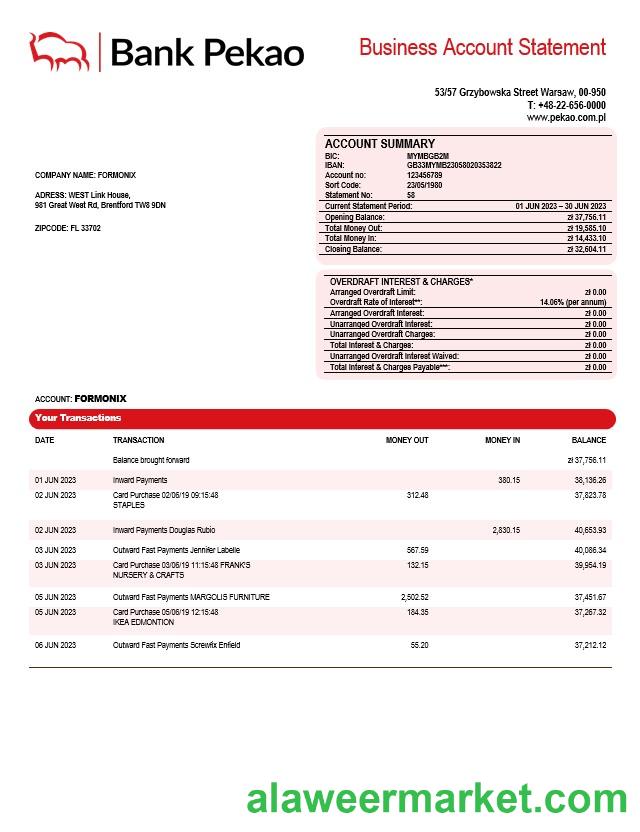 Bank Pekao
Business Account Statement
53/57 Grzybowska Street Warsaw, 00-950
T: +48-22-656-0000
www.pekao.com.pl
ACCOUNT SUMMARY
BIC: MYMBGB2M
IBAN: GB33MYMB23058020353822
Account no: 123456789
Sort Code: 23/05/1980
Statement No: 58
Current Statement Period: 01 JUN 2023 – 30 JUN 2023
Opening Balance: zł 37,756.11
Total Money Out: zł 19,585.10
Total Money In: zł 14,433.10
Closing Balance: zł 32,604.11
COMPANY NAME: FORMONIX
ADRESS: WEST Link House,
981 Great West Rd, Brentford TW8 9DN
ZIPCODE: FL 33702
OVERDRAFT INTEREST & CHARGES*
Arranged Overdraft Limit: zł 0.00
Overdraft Rate of Interest**: 14.06% (per annum)
Arranged Overdraft Interest: zł 0.00
Unarranged Overdraft Interest: zł 0.00
Unarranged Overdraft Charges: zł 0.00
Total Interest & Charges: zł 0.00
Unarranged Overdraft Interest Waived: zł 0.00
Total Interest & Charges Payable***: zł 0.00
ACCOUNT: FORMONIX
Your Transactions
DATE TRANSACTION MONEY OUT MONEY IN BALANCE
Balance brought forward zł 37,756.11
01 JUN 2023 Inward Payments 380.15 38,136.26
02 JUN 2023 Card Purchase 02/06/19 09:15:48 312.48 37,823.78
STAPLES
02 JUN 2023 Inward Payments Douglas Rubio 2,830.15 40,653.93
03 JUN 2023 Outward Fast Payments Jennifer Labelle 567.59 40,086.34
03 JUN 2023 Card Purchase 03/06/19 11:15:48 FRANK'S 132.15 39,954.19
NURSERY & CRAFTS
05 JUN 2023 Outward Fast Payments MARGOLIS FURNITURE 2,502.52 37,451.67
05 JUN 2023 Card Purchase 05/06/19 12:15:48 184.35 37,267.32
IKEA EDMONTION
06 JUN 2023 Outward Fast Payments Screwfix Enfield 55.20 37,212.12
alaweermarket.com